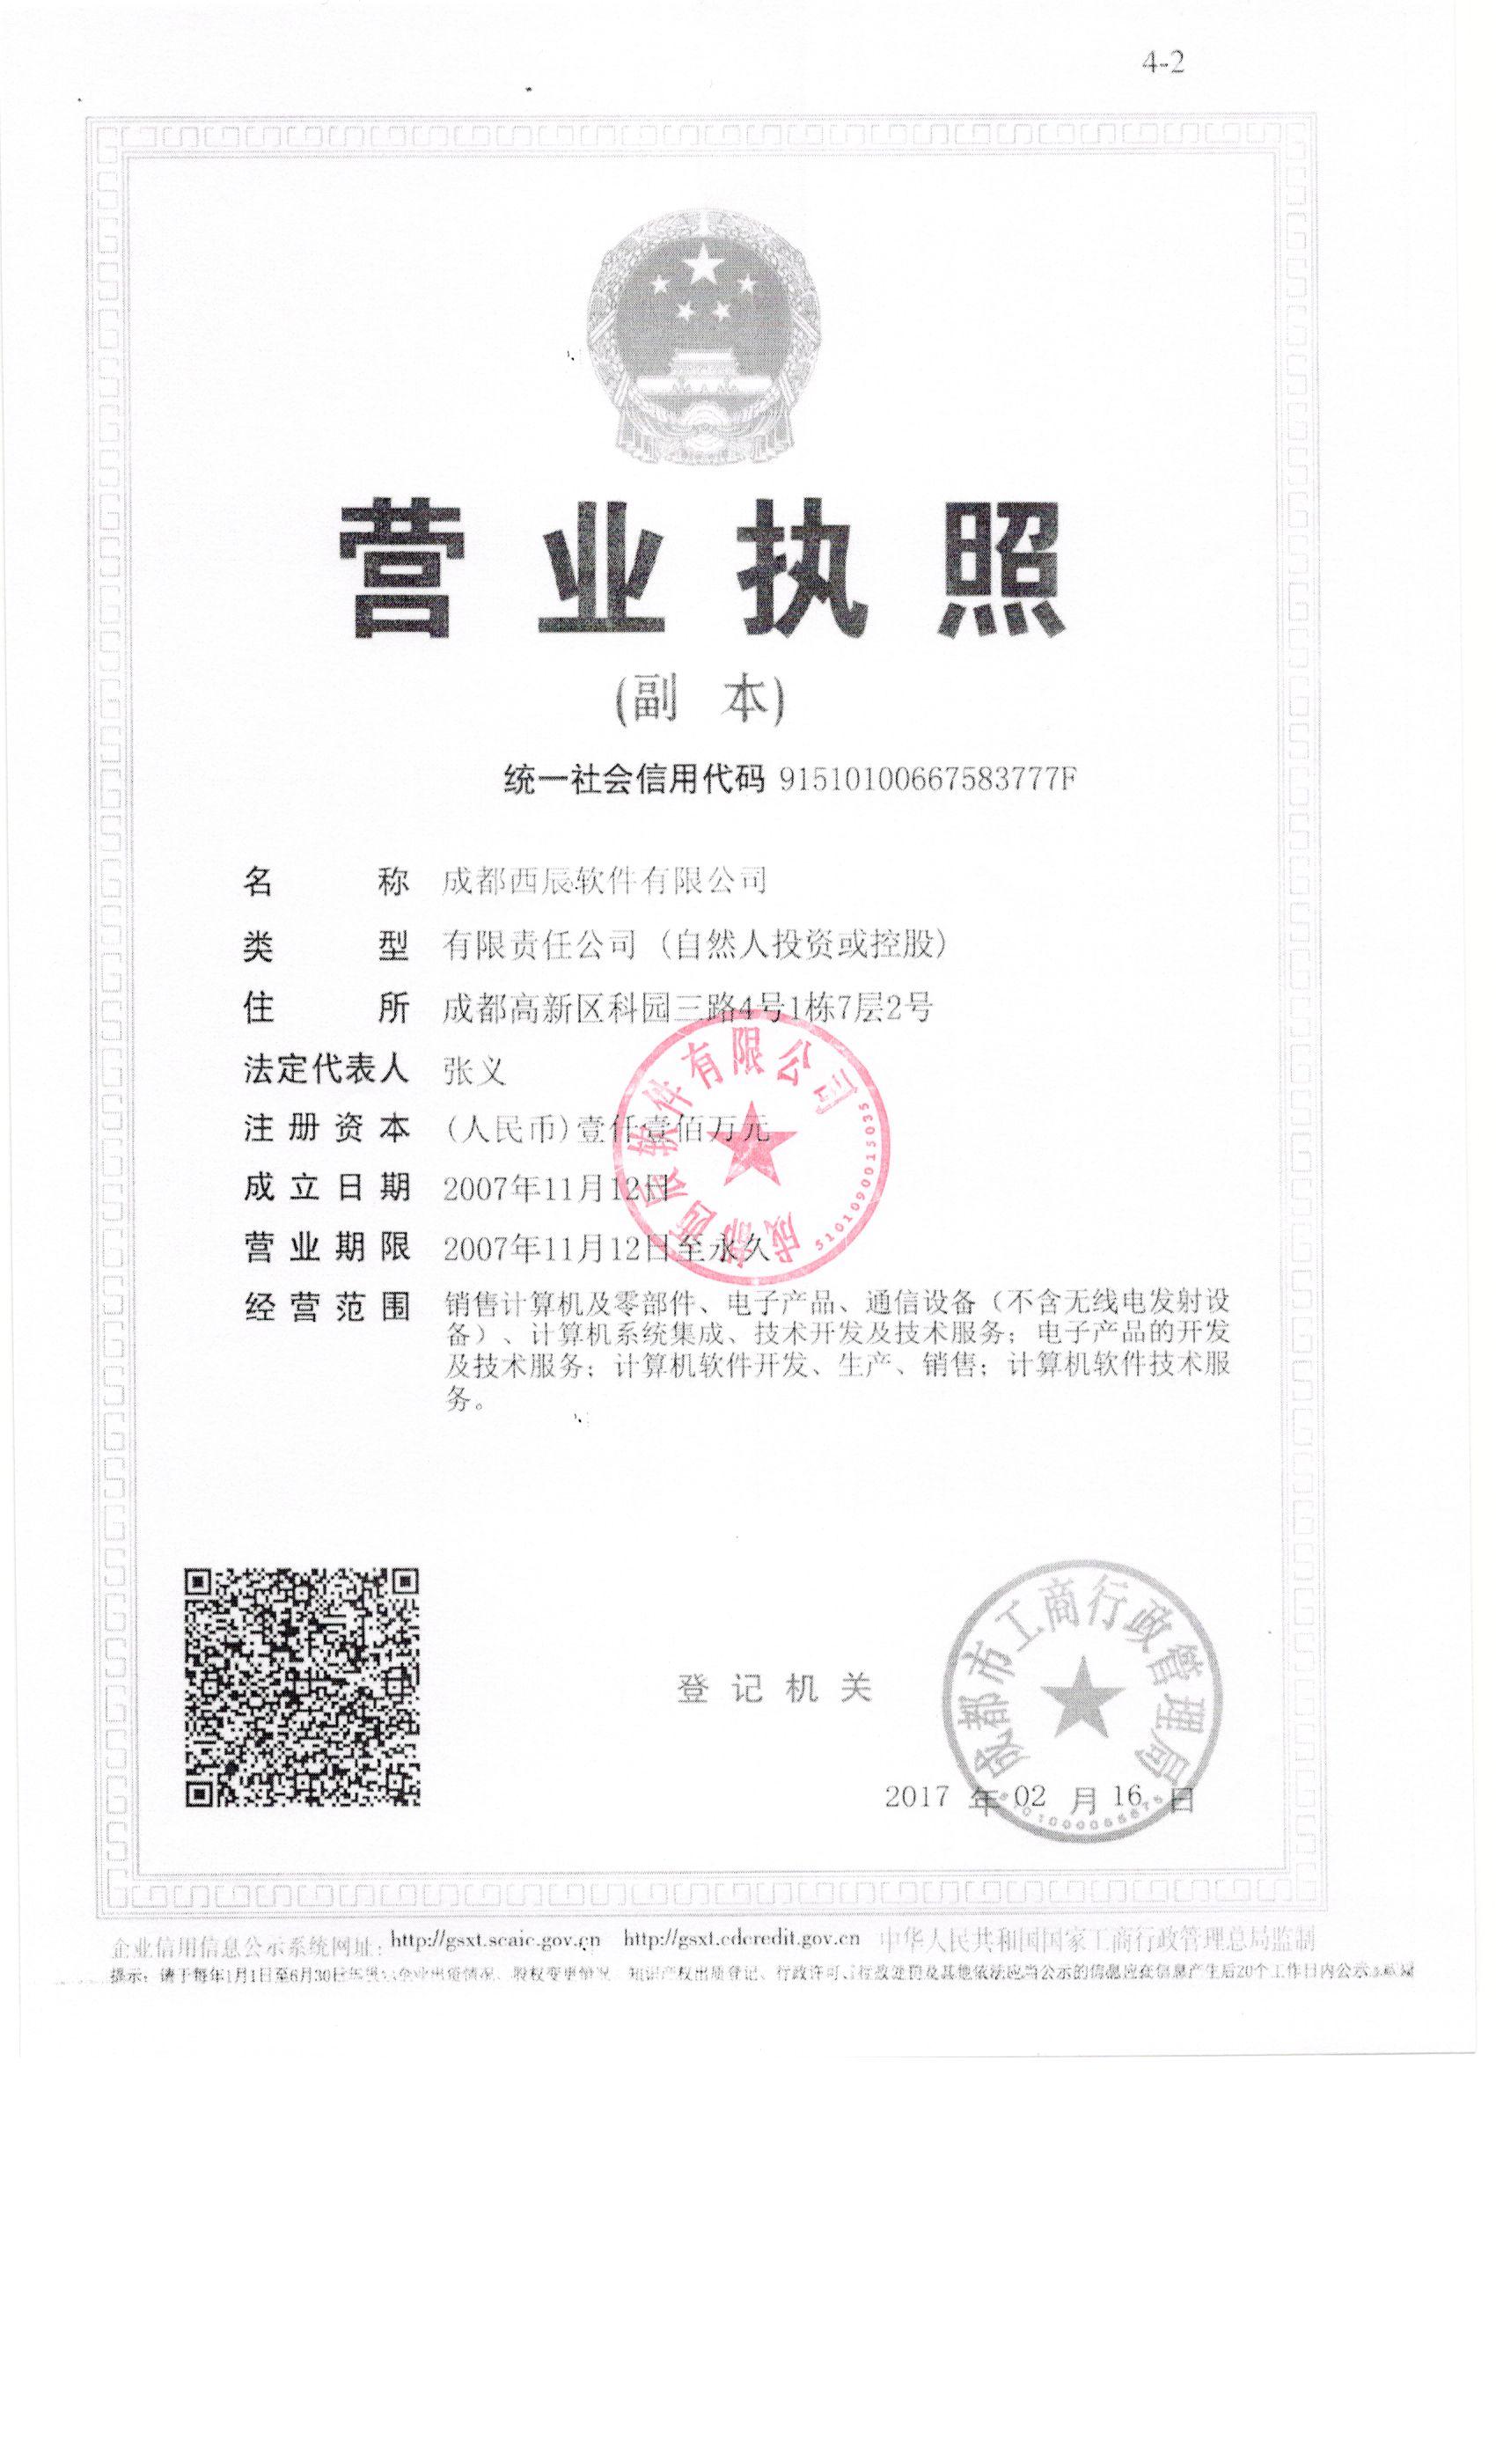 4-2
营业执照
(副 本)
统一社会信用代码 91510100667583777F
名 称 成都西辰软件有限公司
类 型 有限责任公司（自然人投资或控股）
住 所 成都高新区科园三路4号1栋7层2号
法定代表人 张义
注册资本 (人民币)壹仟壹佰万元
成立日期 2007年11月12日
营业期限 2007年11月12日至永久
经营范围 销售计算机及零部件、电子产品、通信设备（不含无线电发射设
备）、计算机系统集成、技术开发及技术服务；电子产品的开发
及技术服务；计算机软件开发、生产、销售；计算机软件技术服
务。
成都西辰软件有限公司
5101090015035
登记机关
成都市工商行政管理局
2017 年 02 月 16 日
企业信用信息公示系统网址: http://gsxt.scaic.gov.cn http://gsxt.cdcredit.gov.cn 中华人民共和国国家工商行政管理总局监制
提示: 请于每年1月1日至6月30日 知识产权出质登记、行政许可、行政处罚及其他依法应当公示的信息应在信息产生后20个工作日内公示